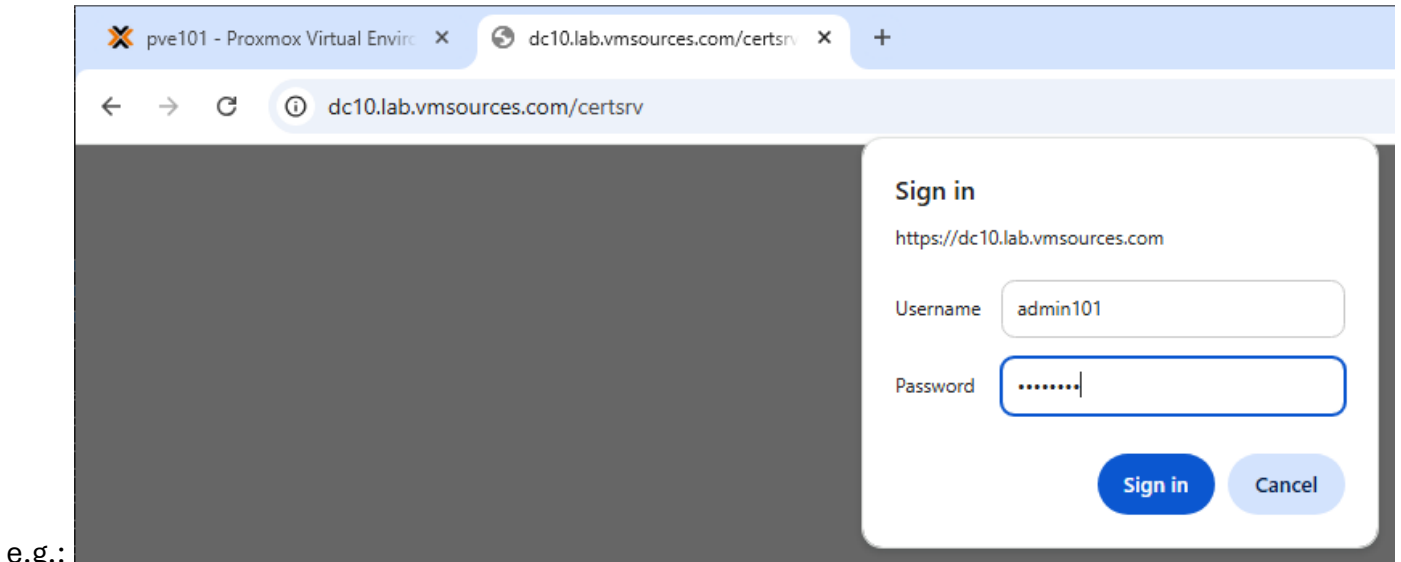 pve101 - Proxmox Virtual Enviro
dc10.lab.vmsources.com/certsrv
dc10.lab.vmsources.com/certsrv
Sign in
https://dc10.lab.vmsources.com
Username admin101
Password ••••••••
Sign in Cancel
e.g.: